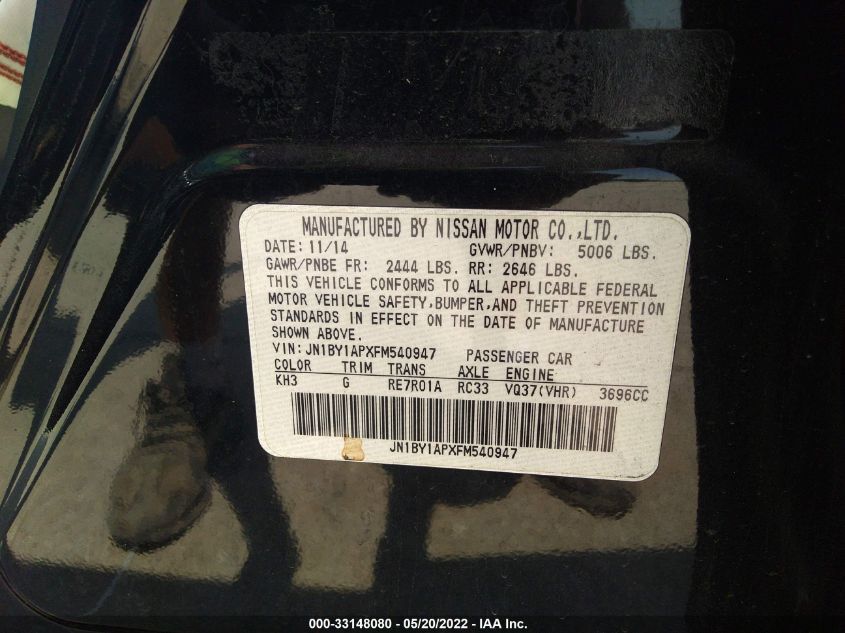 MANUFACTURED BY NISSAN MOTOR CO.,LTD.
DATE: 11/14 GVWR/PNBV: 5006 LBS.
GAWR/PNBE FR: 2444 LBS. RR: 2646 LBS.
THIS VEHICLE CONFORMS TO ALL APPLICABLE FEDERAL
MOTOR VEHICLE SAFETY,BUMPER,AND THEFT PREVENTION
STANDARDS IN EFFECT ON THE DATE OF MANUFACTURE
SHOWN ABOVE.
VIN: JN1BY1APXFM540947 PASSENGER CAR
COLOR TRIM TRANS AXLE ENGINE
KH3 G RE7R01A RC33 VQ37(VHR) 3696CC
JN1BY1APXFM540947
000-33148080 - 05/20/2022 - IAA Inc.